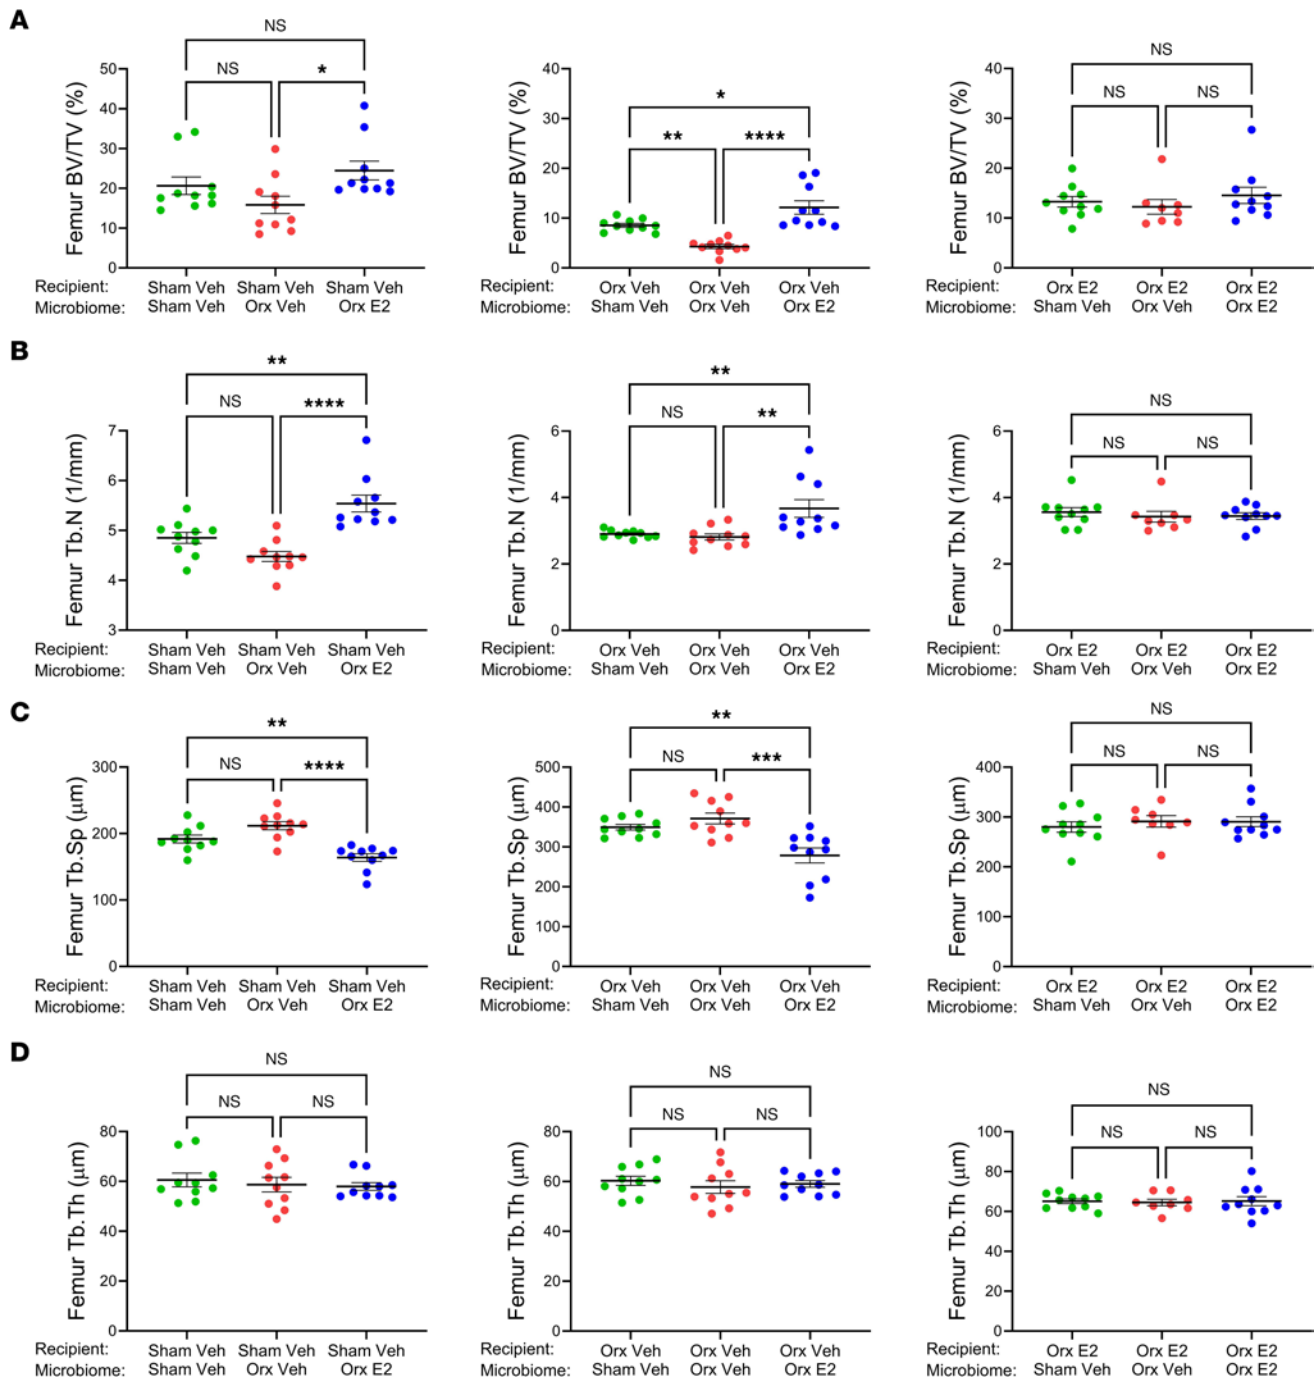 A
NS
NS
*
Femur BV/TV (%)
50
40
30
20
10
0
Recipient: Sham Veh Sham Veh Sham Veh
Microbiome: Sham Veh Orx Veh Orx E2
*
**
****
Femur BV/TV (%)
40
30
20
10
0
Recipient: Orx Veh Orx Veh Orx Veh
Microbiome: Sham Veh Orx Veh Orx E2
NS
NS
NS
Femur BV/TV (%)
40
30
20
10
0
Recipient: Orx E2 Orx E2 Orx E2
Microbiome: Sham Veh Orx Veh Orx E2
B
**
NS
****
Femur Tb.N (1/mm)
7
6
5
4
3
Recipient: Sham Veh Sham Veh Sham Veh
Microbiome: Sham Veh Orx Veh Orx E2
**
NS
**
Femur Tb.N (1/mm)
6
4
2
0
Recipient: Orx Veh Orx Veh Orx Veh
Microbiome: Sham Veh Orx Veh Orx E2
NS
NS
NS
Femur Tb.N (1/mm)
6
4
2
0
Recipient: Orx E2 Orx E2 Orx E2
Microbiome: Sham Veh Orx Veh Orx E2
C
**
NS
****
Femur Tb.Sp (μm)
300
200
100
0
Recipient: Sham Veh Sham Veh Sham Veh
Microbiome: Sham Veh Orx Veh Orx E2
**
NS
***
Femur Tb.Sp (μm)
500
400
300
200
100
0
Recipient: Orx Veh Orx Veh Orx Veh
Microbiome: Sham Veh Orx Veh Orx E2
NS
NS
NS
Femur Tb.Sp (μm)
400
300
200
100
0
Recipient: Orx E2 Orx E2 Orx E2
Microbiome: Sham Veh Orx Veh Orx E2
D
NS
NS
NS
Femur Tb.Th (μm)
80
60
40
20
0
Recipient: Sham Veh Sham Veh Sham Veh
Microbiome: Sham Veh Orx Veh Orx E2
NS
NS
NS
Femur Tb.Th (μm)
80
60
40
20
0
Recipient: Orx Veh Orx Veh Orx Veh
Microbiome: Sham Veh Orx Veh Orx E2
NS
NS
NS
Femur Tb.Th (μm)
100
80
60
40
20
0
Recipient: Orx E2 Orx E2 Orx E2
Microbiome: Sham Veh Orx Veh Orx E2